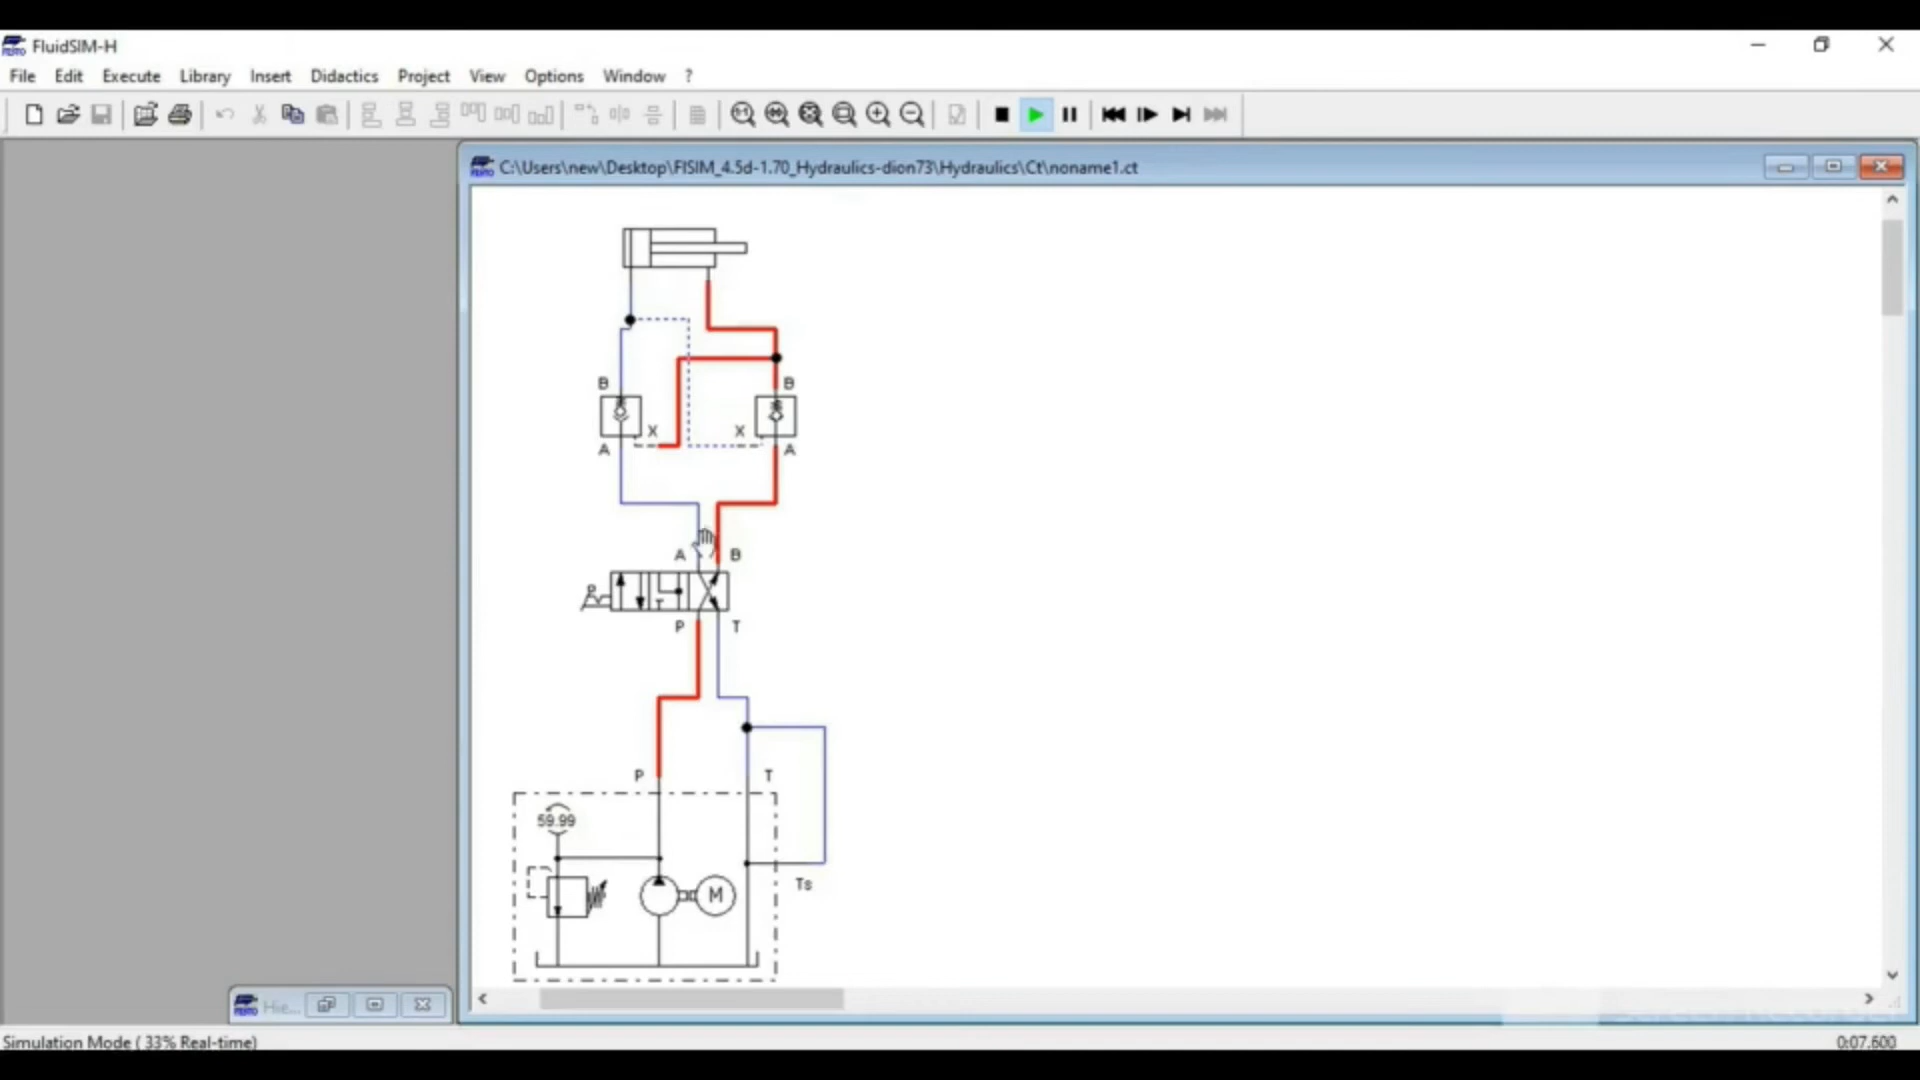 FluidSIM-H
File Edit Execute Library Insert Didactics Project View Options Window ?
C:\Users\new\Desktop\FISIM_4.5d-1.70_Hydraulics-dion73\Hydraulics\Ct\noname1.ct
B B
X X
A A
A B
T
P T
P T
59.99
M
Ts
FESTO Hie...
Simulation Mode ( 33% Real-time) 0:07.600